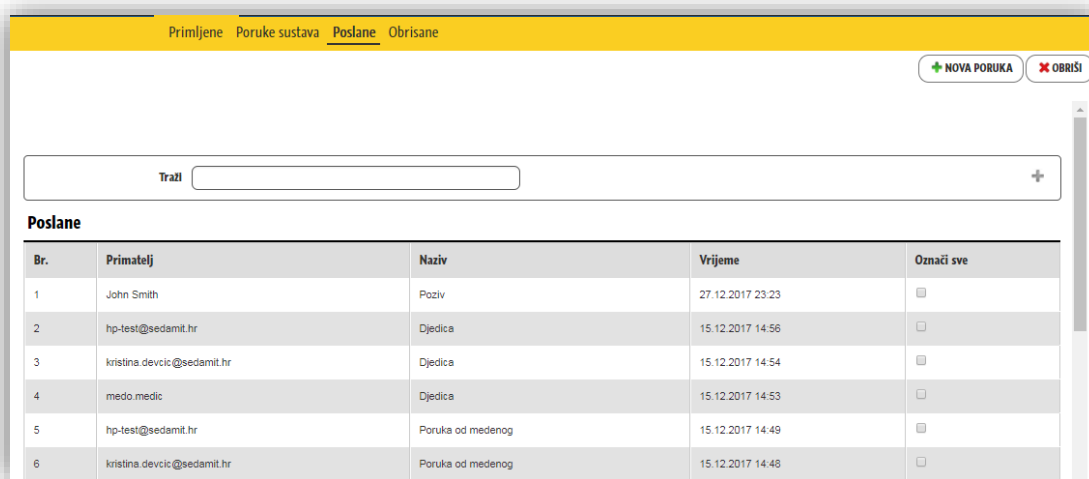 Primljene Poruke sustava Poslane Obrisane
NOVA PORUKA OBRIŠI
Traži
Poslane
Br. Primatelj Naziv Vrijeme Označi sve
1 John Smith Poziv 27.12.2017 23:23
2 hp-test@sedamit.hr Djedica 15.12.2017 14:56
3 kristina.devcic@sedamit.hr Djedica 15.12.2017 14:54
4 medo.medic Djedica 15.12.2017 14:53
5 hp-test@sedamit.hr Poruka od medenog 15.12.2017 14:49
6 kristina.devcic@sedamit.hr Poruka od medenog 15.12.2017 14:48